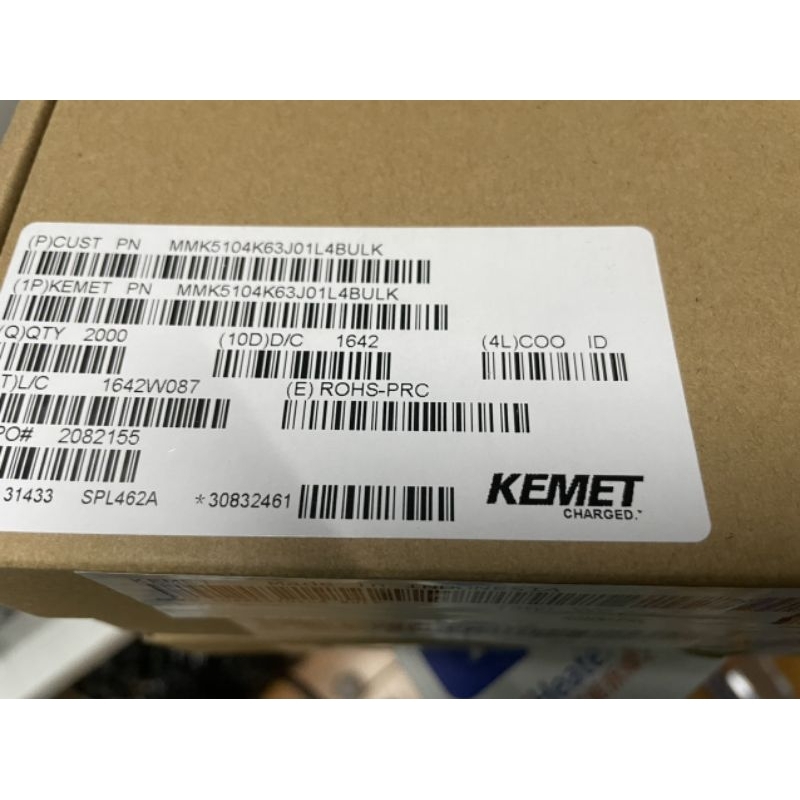 (P)CUST PN MMK5104K63J01L4BULK
(1P)KEMET PN MMK5104K63J01L4BULK
(Q)QTY 2000 (10D)D/C 1642 (4L)COO ID
T)L/C 1642W087 (E) ROHS-PRC
PO# 2082155
31433 SPL462A *30832461
KEMET
CHARGED.™